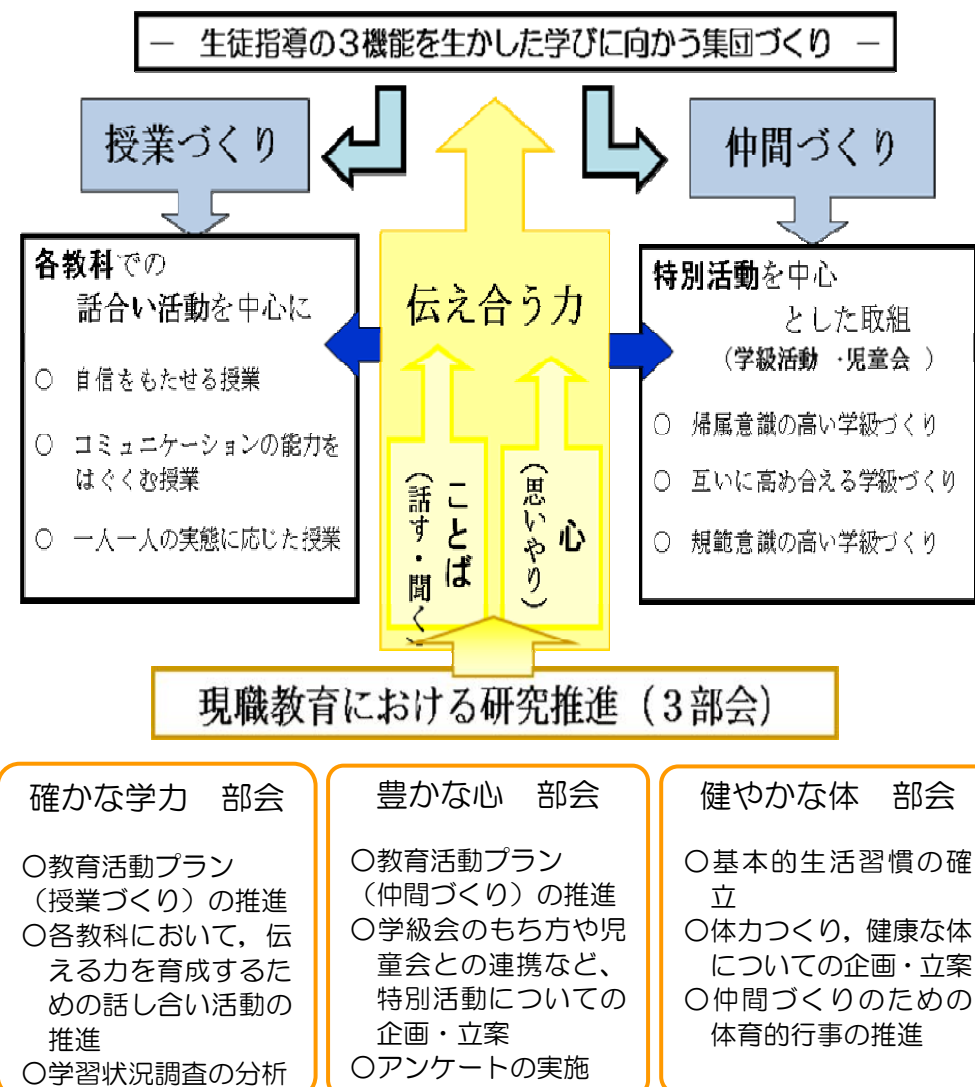 － 生徒指導の３機能を生かした学びに向かう集団づくり －
授業づくり
仲間づくり
各教科での
話合い活動を中心に
○ 自信をもたせる授業
○ コミュニケーションの能力を
はぐくむ授業
○ 一人一人の実態に応じた授業
伝え合う力
ことば
（話す・聞く）
心
（思いやり）
特別活動を中心
とした取組
（学級活動 ・児童会 ）
○ 帰属意識の高い学級づくり
○ 互いに高め合える学級づくり
○ 規範意識の高い学級づくり
現職教育における研究推進（３部会）
確かな学力 部会
○教育活動プラン
（授業づくり）の推進
○各教科において，伝
える力を育成するた
めの話し合い活動の
推進
○学習状況調査の分析
豊かな心 部会
○教育活動プラン
（仲間づくり）の推進
○学級会のもち方や児
童会との連携など、
特別活動についての
企画・立案
○アンケートの実施
健やかな体 部会
○基本的生活習慣の確
立
○体力つくり，健康な体
についての企画・立案
○仲間づくりのための
体育的行事の推進